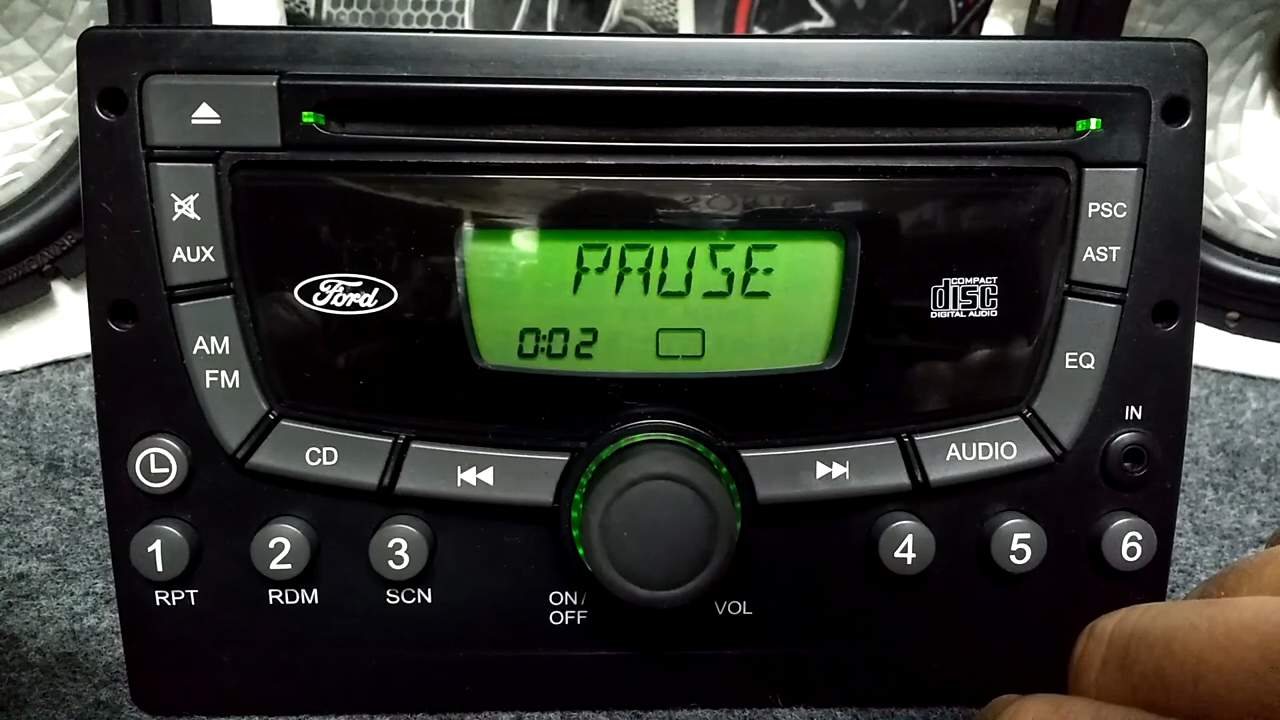 AUX
PSC
AST
PAUSE
0:02
Ford
COMPACT
disc
DIGITAL AUDIO
AM
FM
EQ
IN
CD
AUDIO
1
2
3
4
5
6
RPT
RDM
SCN
ON/
OFF
VOL